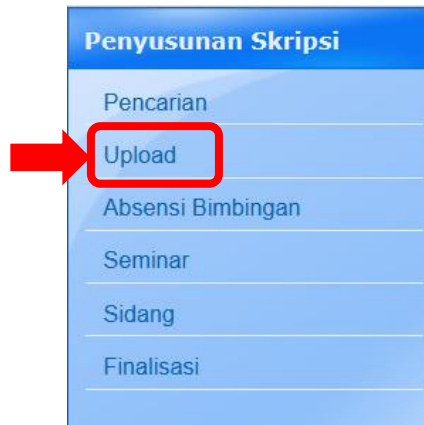 Penyusunan Skripsi
Pencarian
Upload
Absensi Bimbingan
Seminar
Sidang
Finalisasi